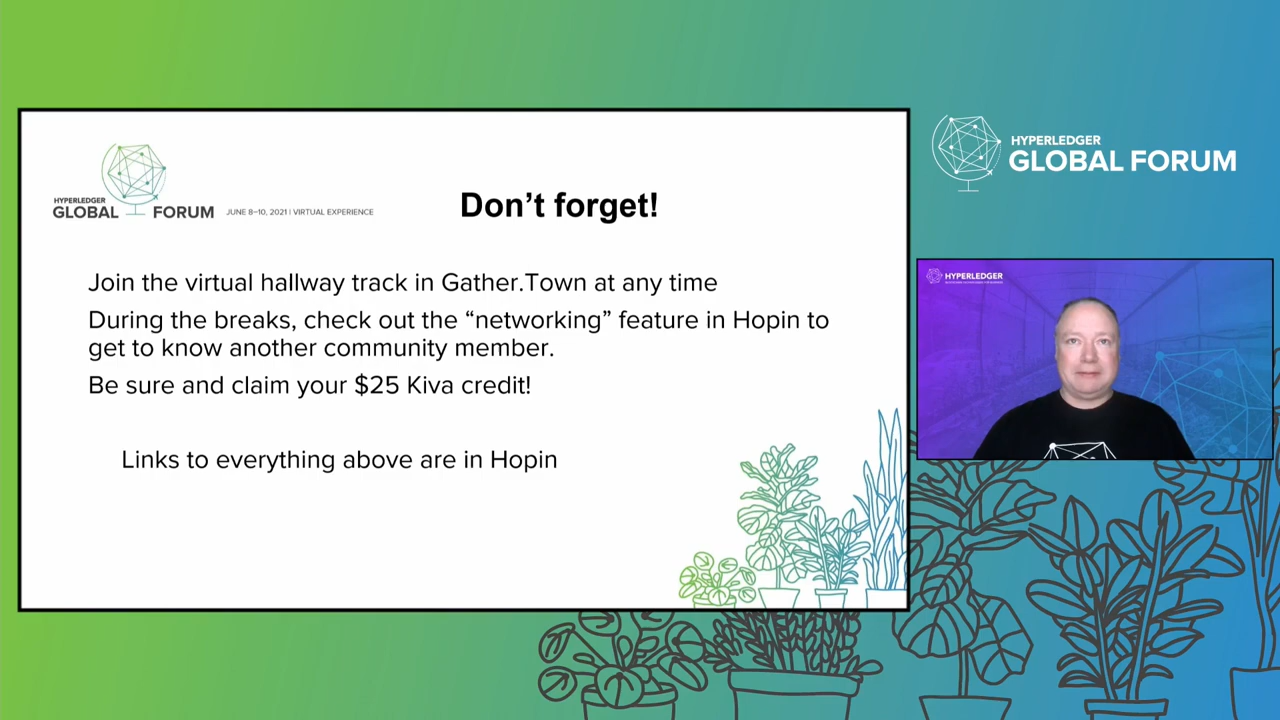 HYPERLEDGER
GLOBAL FORUM
JUNE 8–10, 2021 | VIRTUAL EXPERIENCE
Don’t forget!
Join the virtual hallway track in Gather.Town at any time
During the breaks, check out the “networking” feature in Hopin to
get to know another community member.
Be sure and claim your $25 Kiva credit!
Links to everything above are in Hopin
HYPERLEDGER
GLOBAL FORUM
HYPERLEDGER